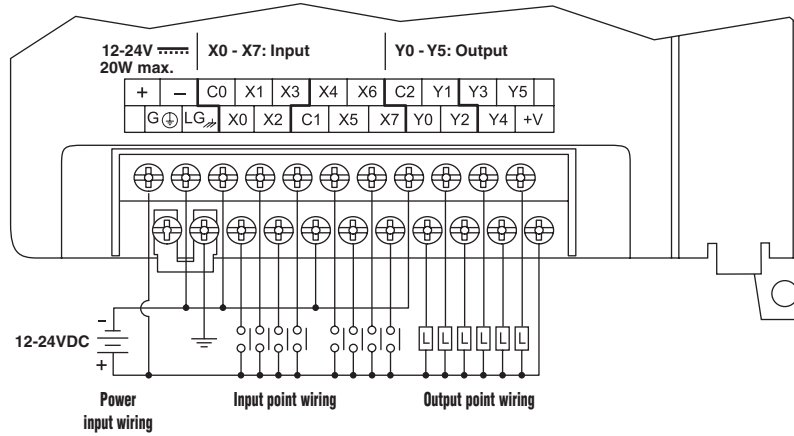 12-24V X0 - X7: Input Y0 - Y5: Output
20W max.
+ – C0 X1 X3 X4 X6 C2 Y1 Y3 Y5
G LG X0 X2 C1 X5 X7 Y0 Y2 Y4 +V
-
12-24VDC
+
L L L L L L
Power
input wiring
Input point wiring
Output point wiring